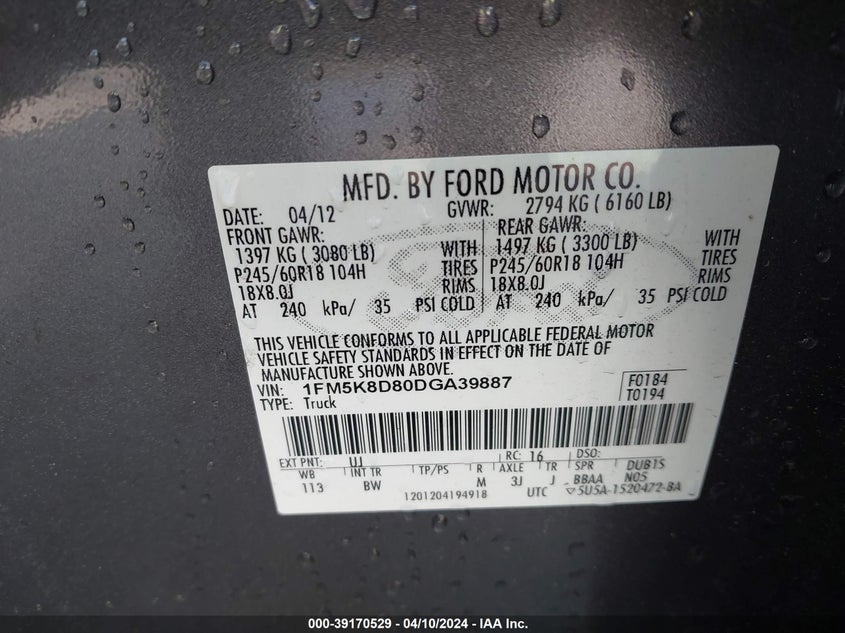 MFD. BY FORD MOTOR CO.
DATE: 04/12 GVWR: 2794 KG ( 6160 LB)
FRONT GAWR: REAR GAWR:
1397 KG ( 3080 LB) WITH 1497 KG ( 3300 LB) WITH
P245/60R18 104H TIRES P245/60R18 104H TIRES
18X8.0J RIMS 18X8.0J RIMS
AT 240 kPa/ 35 PSI COLD AT 240 kPa/ 35 PSI COLD
THIS VEHICLE CONFORMS TO ALL APPLICABLE FEDERAL MOTOR
VEHICLE SAFETY STANDARDS IN EFFECT ON THE DATE OF
MANUFACTURE SHOWN ABOVE.
VIN: 1FM5K8D80DGA39887 F0184
TYPE: Truck T0194
EXT PNT: UJ RC: 16 DSO:
WB INT TR TP/PS R AXLE TR SPR DUB1S
113 BW M 3J J BBAA N05
1201204194918 UTC ▽5U5A-1520472-BA
000-39170529 - 04/10/2024 - IAA Inc.